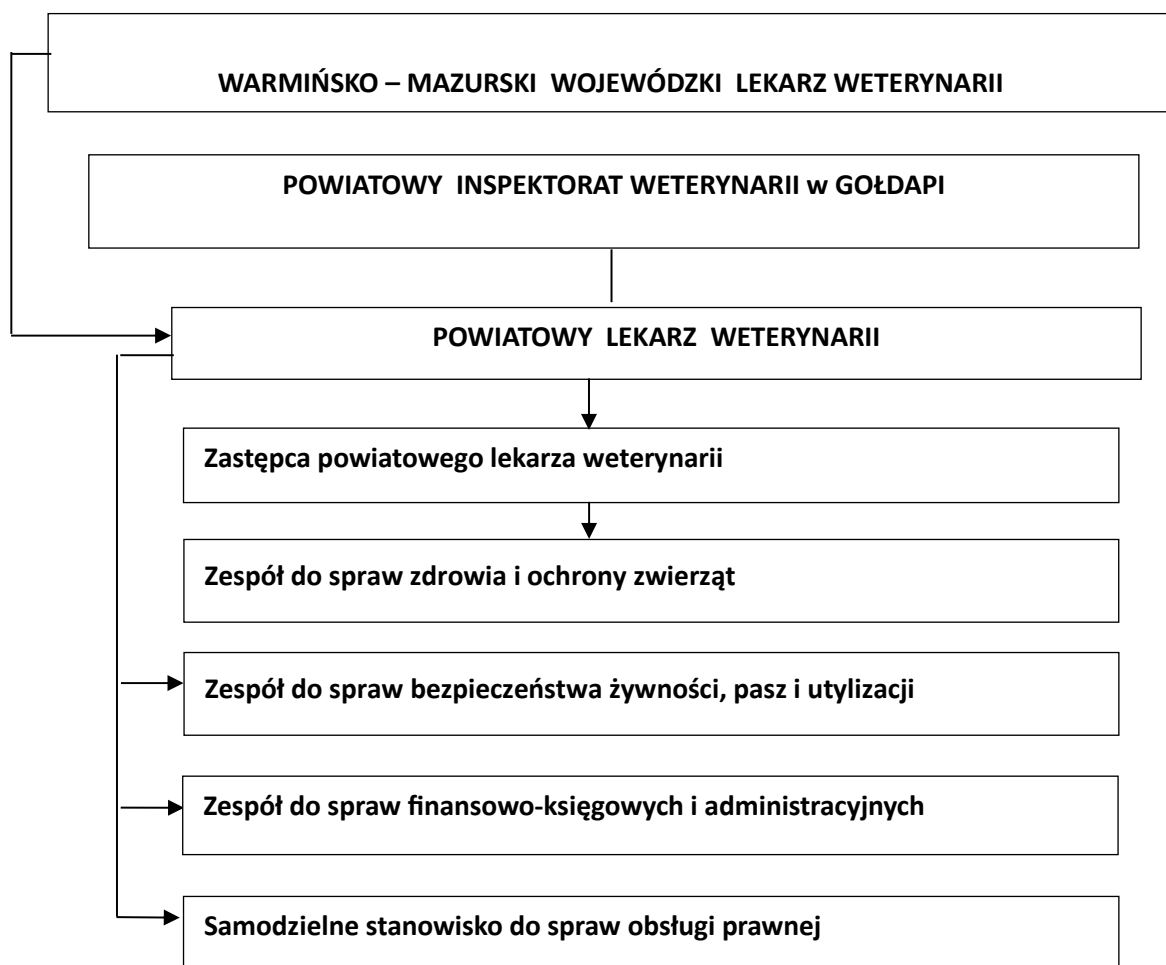 WARMIŃSKO – MAZURSKI WOJEWÓDZKI LEKARZ WETERYNARII
POWIATOWY INSPEKTORAT WETERYNARII w GOŁDAPI
POWIATOWY LEKARZ WETERYNARII
Zastępca powiatowego lekarza weterynarii
Zespół do spraw zdrowia i ochrony zwierząt
Zespół do spraw bezpieczeństwa żywności, pasz i utylizacji
Zespół do spraw finansowo-księgowych i administracyjnych
Samodzielne stanowisko do spraw obsługi prawnej